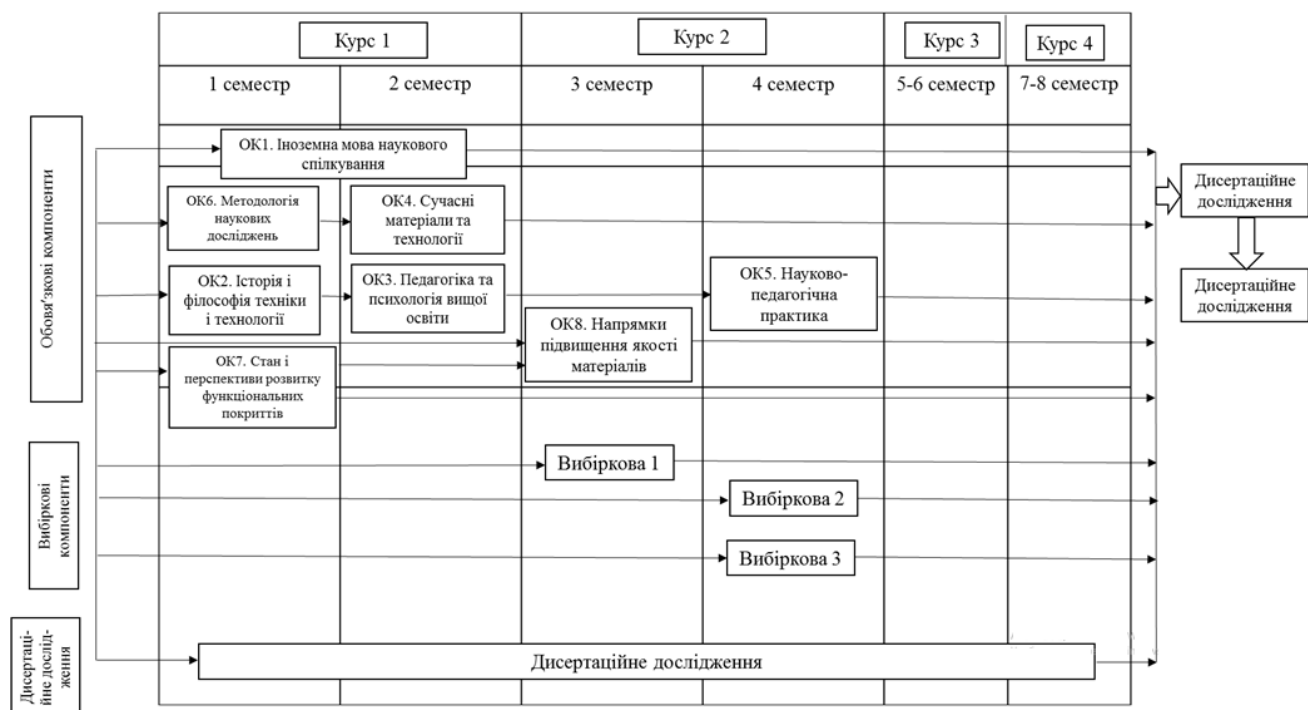 Курс 1
Курс 2
Курс 3
Курс 4
1 семестр
2 семестр
3 семестр
4 семестр
5-6 семестр
7-8 семестр
Обовя'зкові компоненти
ОК1. Іноземна мова наукового
спілкування
ОК6. Методологія
наукових
досліджень
ОК4. Сучасні
матеріали та
технології
ОК2. Історія і
філософія техніки
і технології
ОК3. Педагогіка та
психологія вищої
освіти
ОК5. Науково-
педагогічна
практика
ОК8. Напрямки
підвищення якості
матеріалів
ОК7. Стан і
перспективи розвитку
функціональних
покриттів
Дисертаційне
дослідження
Дисертаційне
дослідження
Вибіркові
компоненти
Вибіркова 1
Вибіркова 2
Вибіркова 3
Дисертаці-
йне дослід-
ження
Дисертаційне дослідження